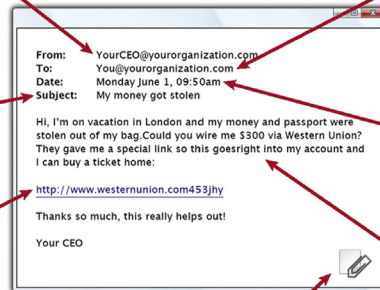 From: YourCEO@yourorganization.com
To: You@yourorganization.com
Date: Monday June 1, 09:50am
Subject: My money got stolen
Hi, I'm on vacation in London and my money and passport were
stolen out of my bag.Could you wire me $300 via Western Union?
They gave me a special link so this goesright into my account and
I can buy a ticket home:
http://www.westernunion.com453jhy
Thanks so much, this really helps out!
Your CEO